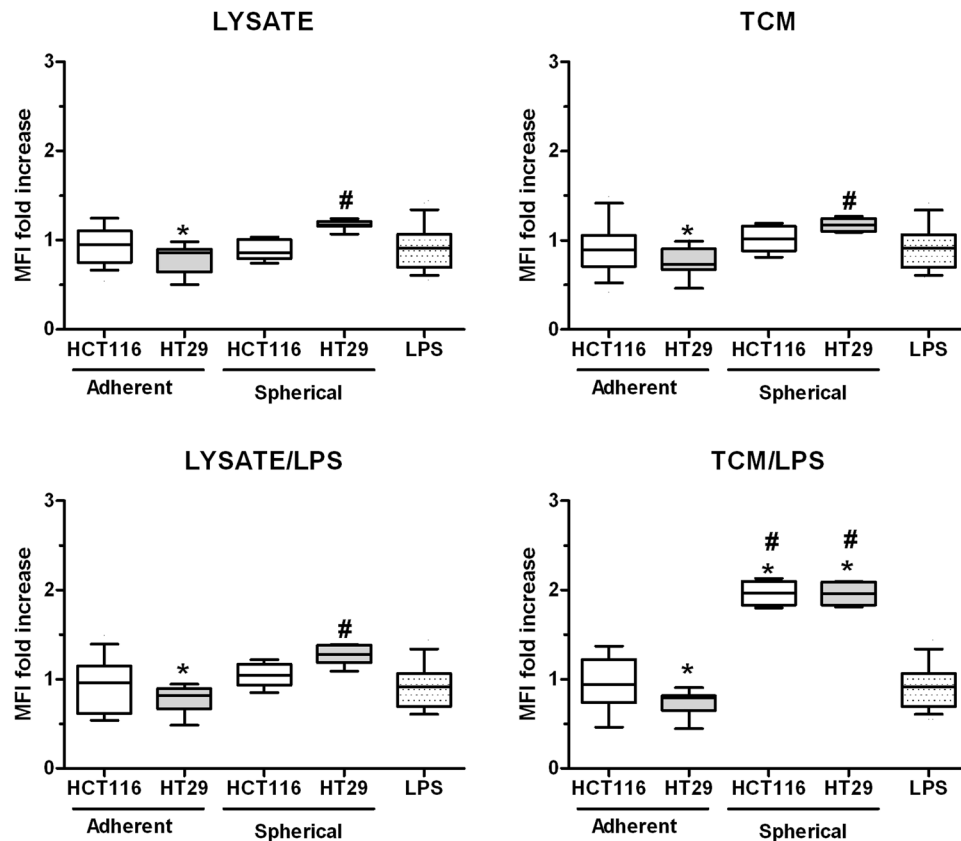 LYSATE
MFI fold increase
3
2
1
0
*
#
HCT116 HT29 HCT116 HT29 LPS
Adherent Spherical
TCM
MFI fold increase
3
2
1
0
*
#
HCT116 HT29 HCT116 HT29 LPS
Adherent Spherical
LYSATE/LPS
MFI fold increase
3
2
1
0
*
#
HCT116 HT29 HCT116 HT29 LPS
Adherent Spherical
TCM/LPS
MFI fold increase
3
2
1
0
# #
* *
*
HCT116 HT29 HCT116 HT29 LPS
Adherent Spherical